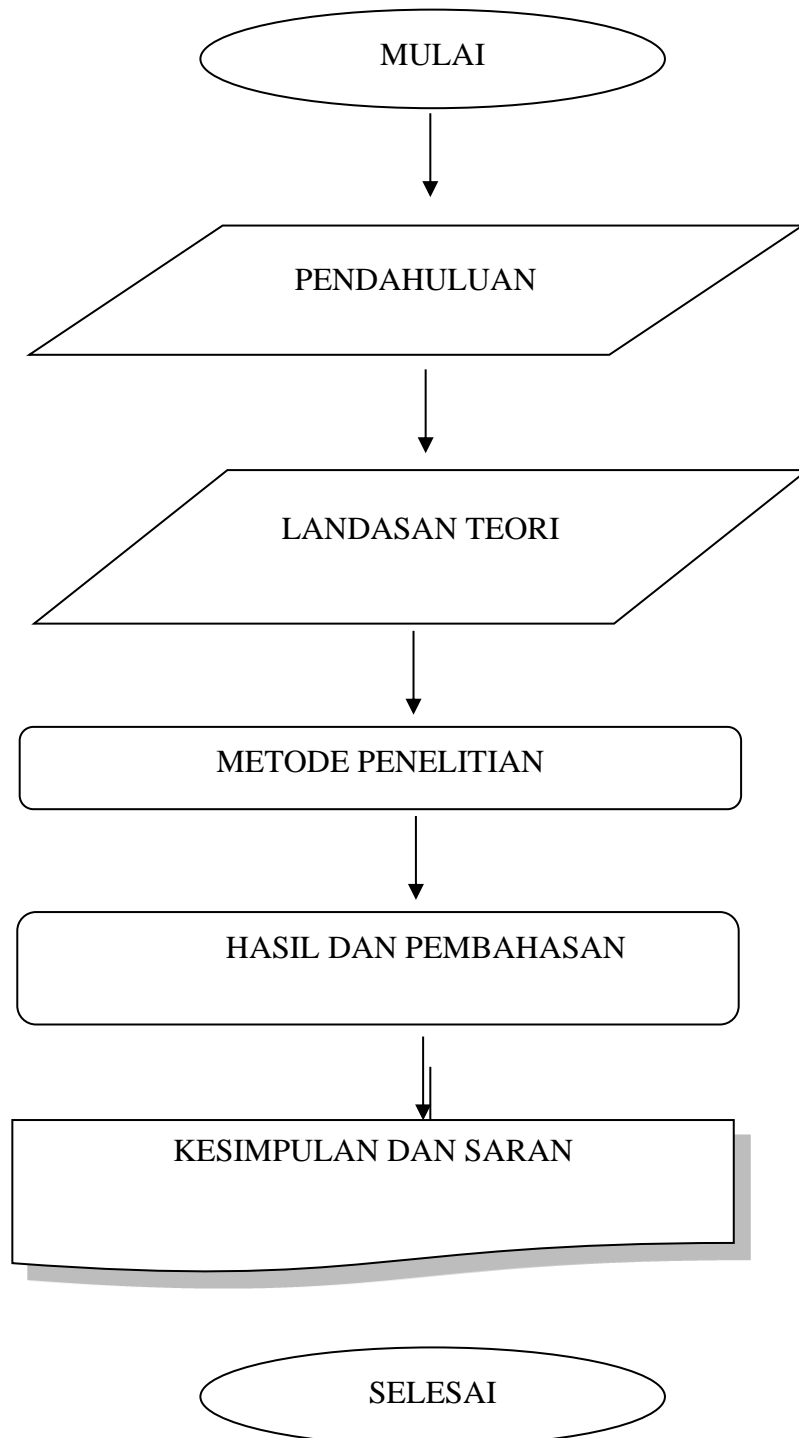 MULAI
PENDAHULUAN
LANDASAN TEORI
METODE PENELITIAN
HASIL DAN PEMBAHASAN
KESIMPULAN DAN SARAN
SELESAI